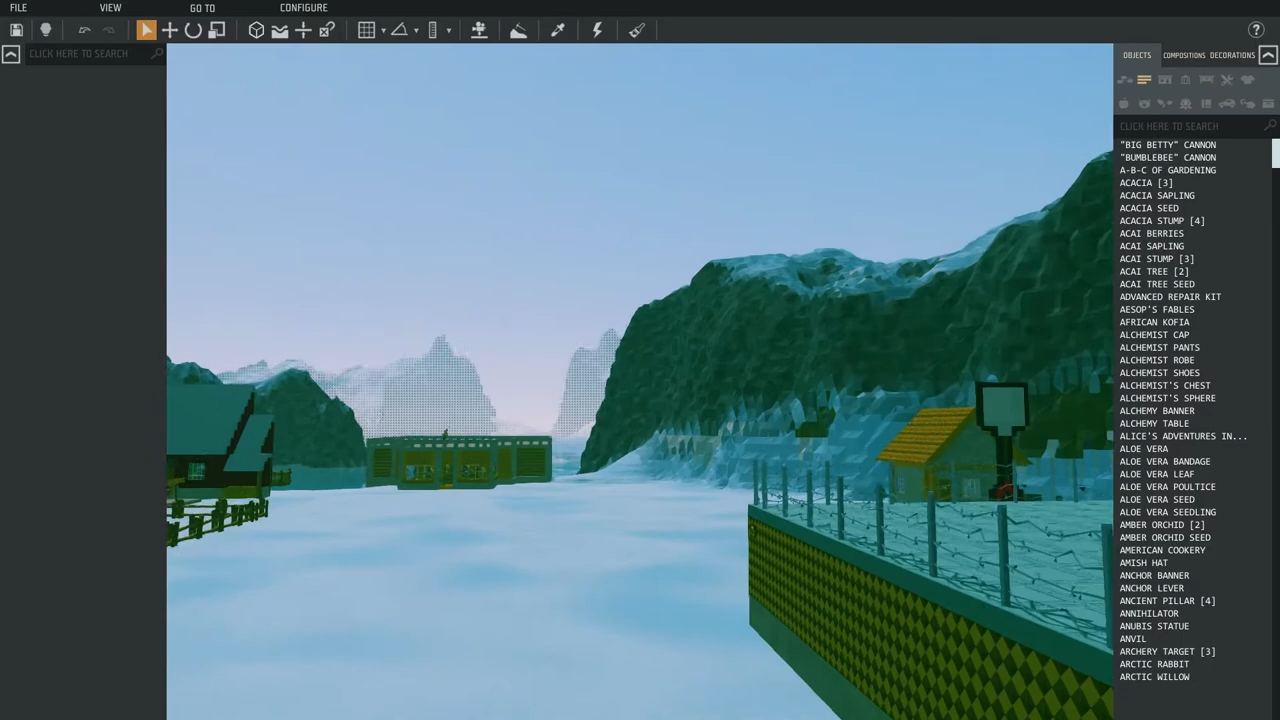 FILE VIEW GO TO CONFIGURE
CLICK HERE TO SEARCH
OBJECTS COMPOSITIONS DECORATIONS
CLICK HERE TO SEARCH
"BIG BETTY" CANNON
"BUMBLEBEE" CANNON
A-B-C OF GARDENING
ACACIA [3]
ACACIA SAPLING
ACACIA SEED
ACACIA STUMP [4]
ACAI BERRIES
ACAI SAPLING
ACAI STUMP [3]
ACAI TREE [2]
ACAI TREE SEED
ADVANCED REPAIR KIT
AESOP'S FABLES
AFRICAN KOFIA
ALCHEMIST CAP
ALCHEMIST PANTS
ALCHEMIST ROBE
ALCHEMIST SHOES
ALCHEMIST'S CHEST
ALCHEMIST'S SPHERE
ALCHEMY BANNER
ALCHEMY TABLE
ALICE'S ADVENTURES IN...
ALOE VERA
ALOE VERA BANDAGE
ALOE VERA LEAF
ALOE VERA POULTICE
ALOE VERA SEED
ALOE VERA SEEDLING
AMBER ORCHID [2]
AMBER ORCHID SEED
AMERICAN COOKERY
AMISH HAT
ANCHOR BANNER
ANCHOR LEVER
ANCIENT PILLAR [4]
ANNIHILATOR
ANUBIS STATUE
ANVIL
ARCHERY TARGET [3]
ARCTIC RABBIT
ARCTIC WILLOW